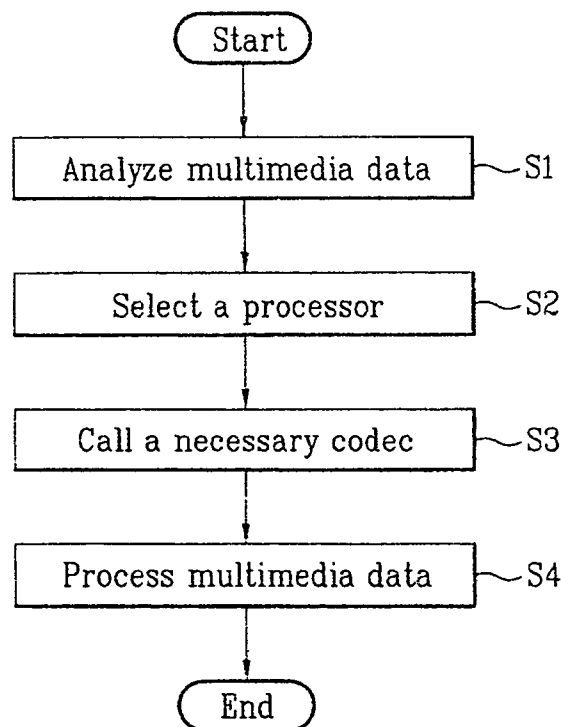 Start
Analyze multimedia data S1
Select a processor S2
Call a necessary codec S3
Process multimedia data S4
End